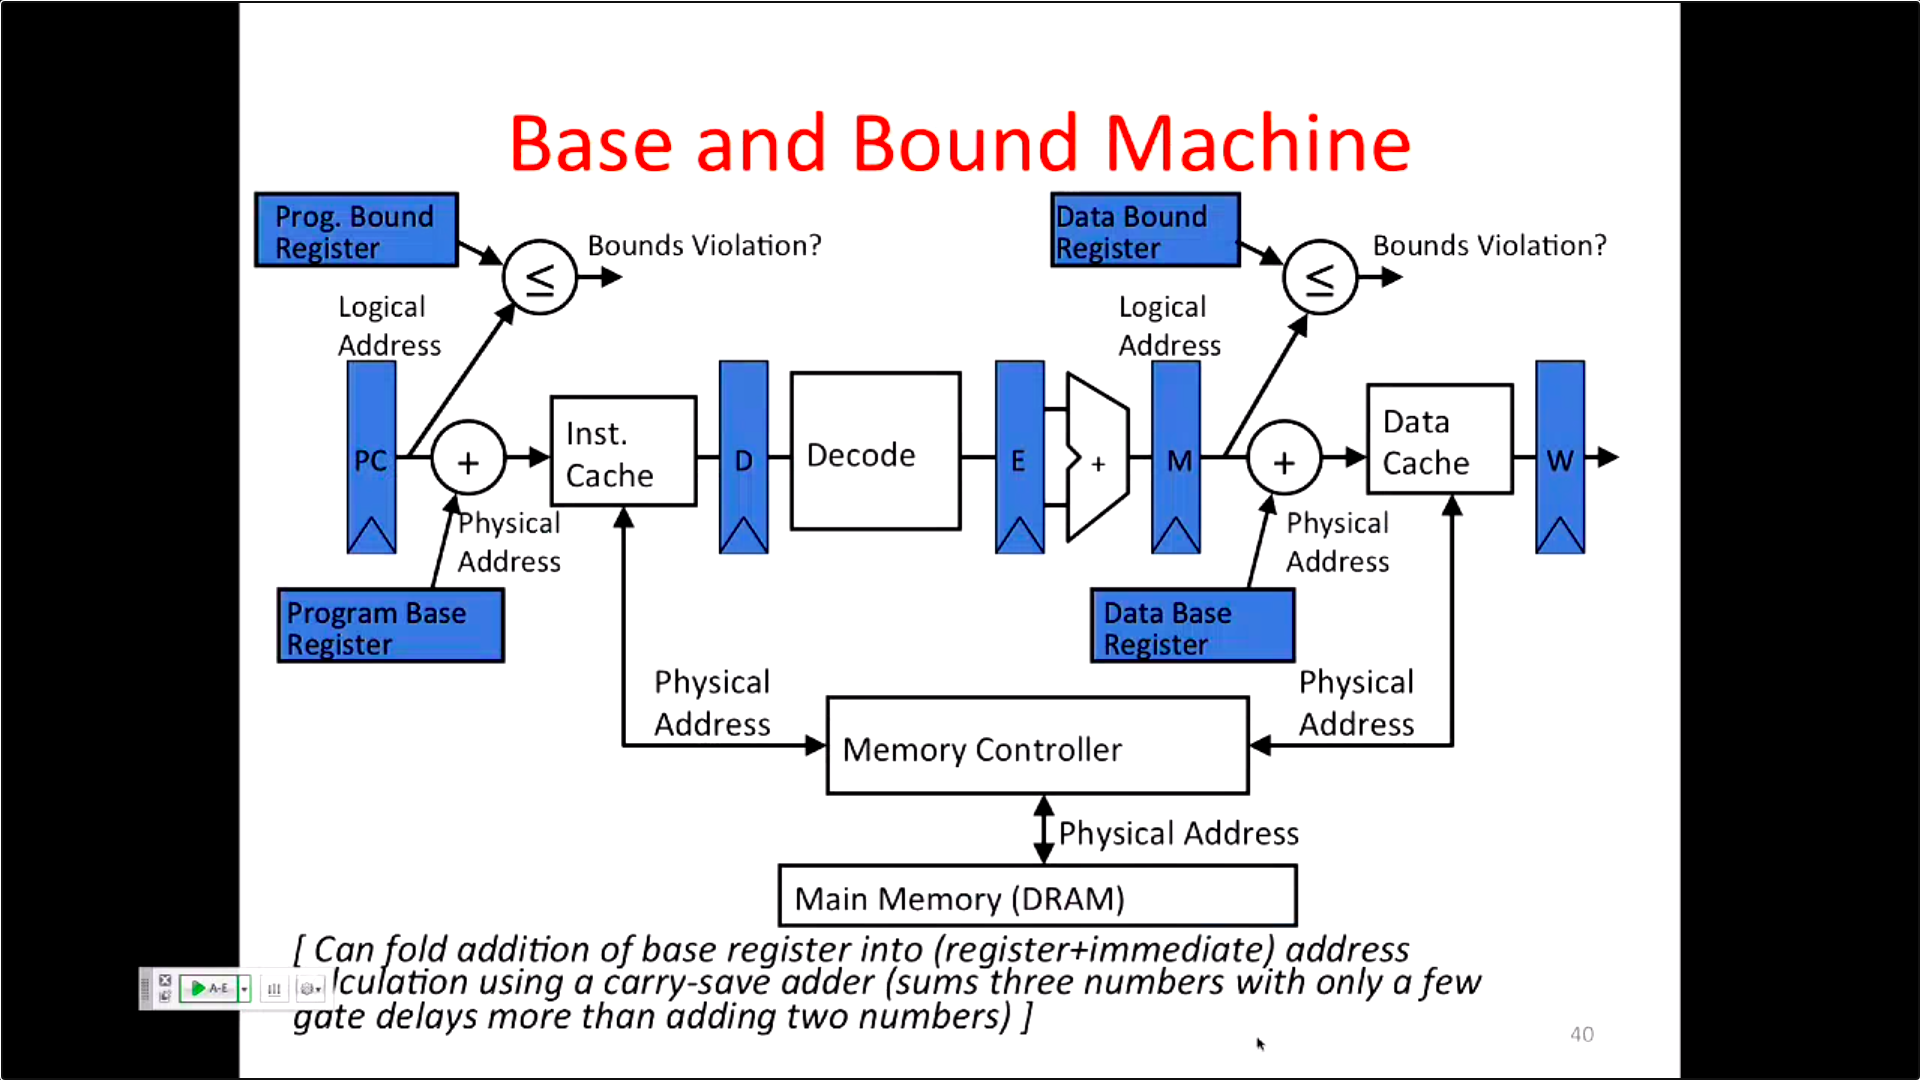 Base and Bound Machine
Prog. Bound
Register
Bounds Violation?
≤
Logical
Address
Data Bound
Register
Bounds Violation?
≤
Logical
Address
PC
+
Inst.
Cache
D
Decode
E
+
M
+
Data
Cache
W
Physical
Address
Physical
Address
Program Base
Register
Data Base
Register
Physical
Address
Physical
Address
Memory Controller
Physical Address
Main Memory (DRAM)
[ Can fold addition of base register into (register+immediate) address
lculation using a carry-save adder (sums three numbers with only a few
gate delays more than adding two numbers) ]
A-E
40